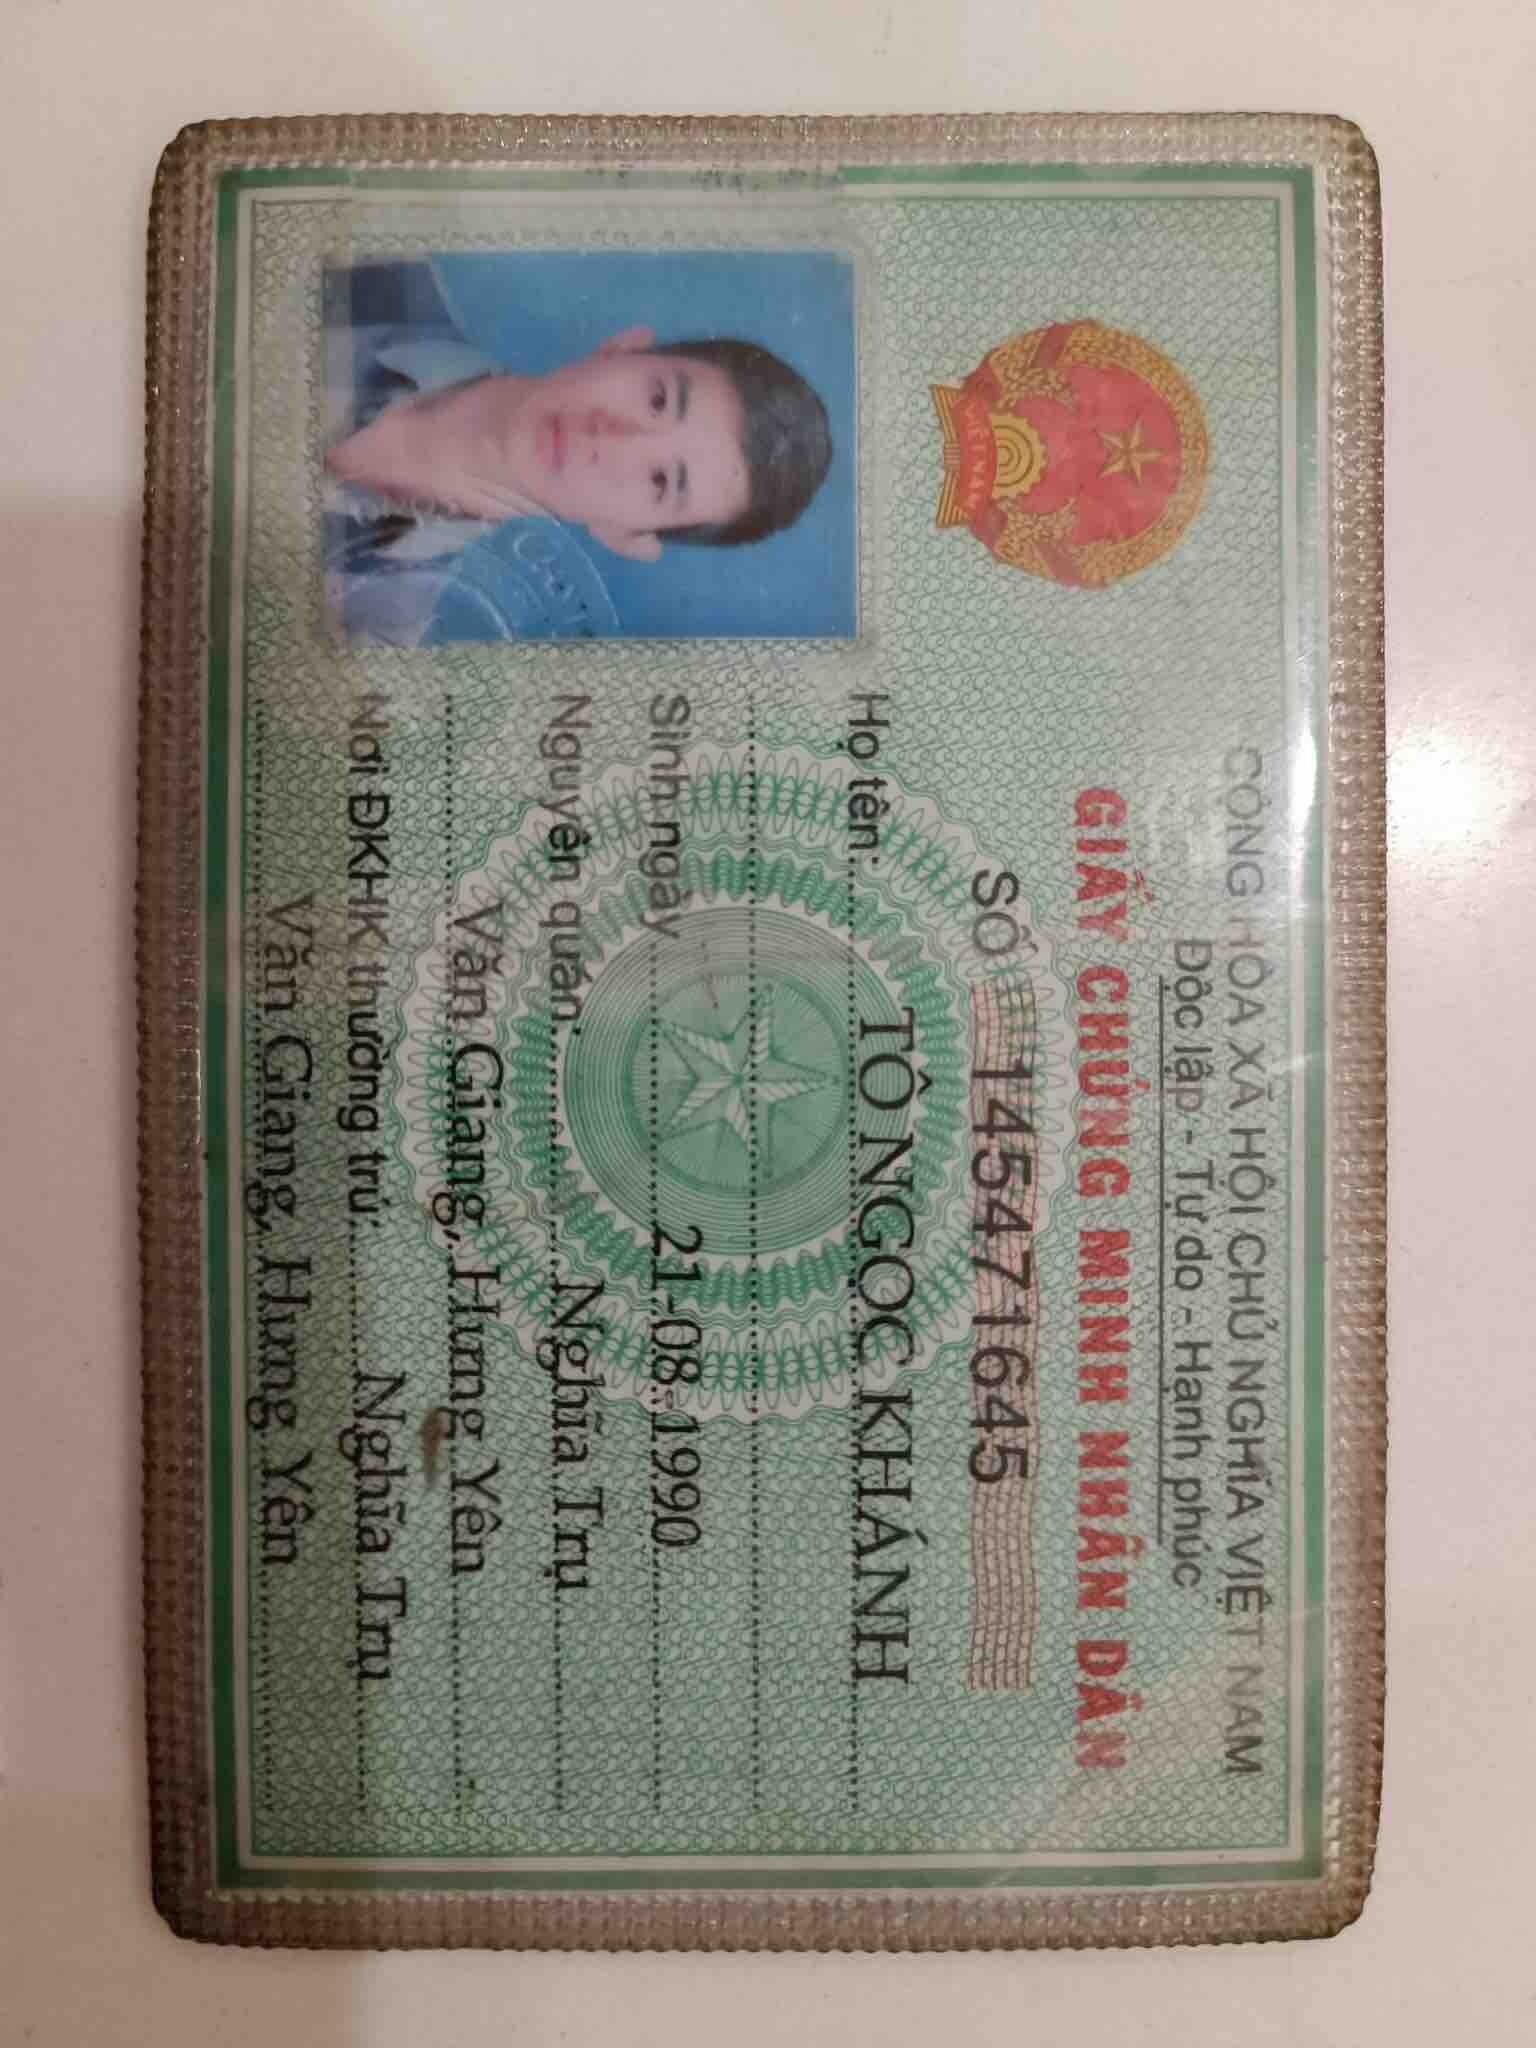 CỘNG HÒA XÃ HỘI CHỦ NGHĨA VIỆT NAM
Độc lập - Tự do - Hạnh phúc
GIẤY CHỨNG MINH NHÂN DÂN
SỐ 145471645
Họ tên: TÔ NGỌC KHÁNH
Sinh ngày 21-08-1990
Nguyên quán: Nghĩa Trụ
Văn Giang, Hưng Yên
Nơi ĐKHK thường trú: Nghĩa Trụ
Văn Giang, Hưng Yên
VIỆT NAM